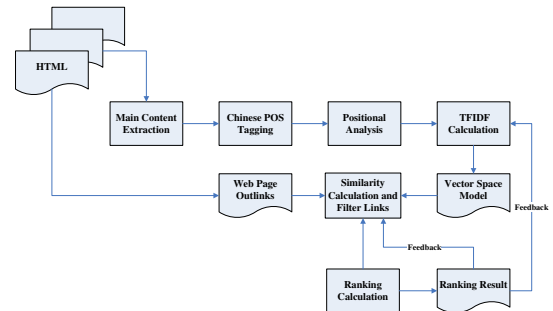 HTML
Main Content
Extraction
Chinese POS
Tagging
Positional
Analysis
TFIDF
Calculation
Web Page
Outlinks
Similarity
Calculation and
Filter Links
Vector Space
Model
Feedback
Feedback
Ranking
Calculation
Ranking Result